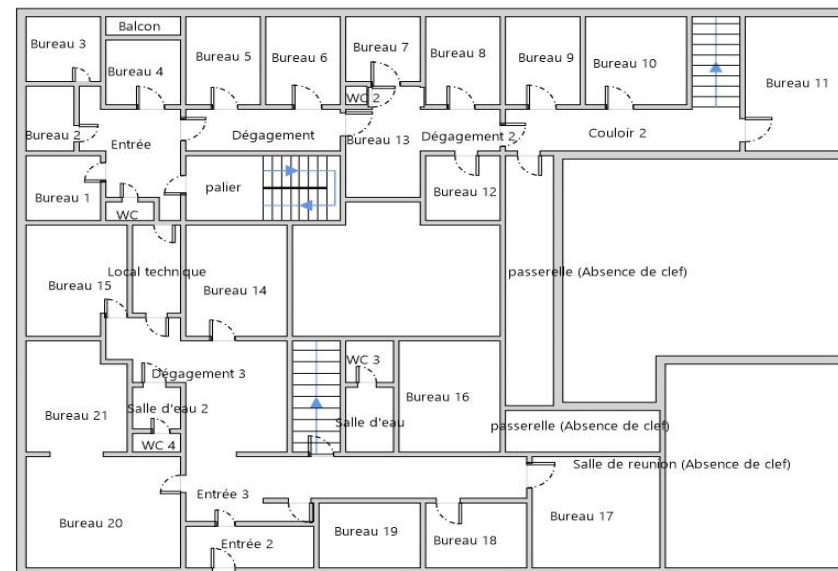 Balcon
Bureau 3
Bureau 4
Bureau 5
Bureau 6
Bureau 7
Bureau 8
Bureau 9
Bureau 10
Bureau 11
WC 2
Bureau 2
Entrée
Dégagement
Bureau 13
Dégagement 2
Couloir 2
Bureau 1
palier
Bureau 12
WC
Local technique
passerelle (Absence de clef)
Bureau 15
Bureau 14
WC 3
Dégagement 3
Bureau 16
Bureau 21
Salle d'eau 2
Salle d'eau
passerelle (Absence de clef)
WC 4
Salle de reunion (Absence de clef)
Entrée 3
Bureau 20
Bureau 19
Bureau 17
Entrée 2
Bureau 18